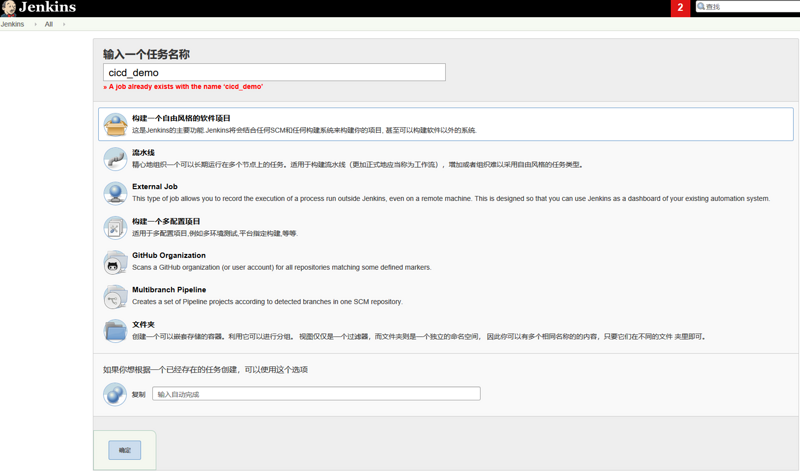 Jenkins
2
查找
Jenkins › All ›
输入一个任务名称
cicd_demo
» A job already exists with the name 'cicd_demo'
构建一个自由风格的软件项目
这是Jenkins的主要功能.Jenkins将会结合任何SCM和任何构建系统来构建你的项目, 甚至可以构建软件以外的系统.
流水线
精心地组织一个可以长期运行在多个节点上的任务。适用于构建流水线（更加正式地应当称为工作流），增加或者组织难以采用自由风格的任务类型。
External Job
This type of job allows you to record the execution of a process run outside Jenkins, even on a remote machine. This is designed so that you can use Jenkins as a dashboard of your existing automation system.
构建一个多配置项目
适用于多配置项目,例如多环境测试,平台指定构建,等等.
GitHub Organization
Scans a GitHub organization (or user account) for all repositories matching some defined markers.
Multibranch Pipeline
Creates a set of Pipeline projects according to detected branches in one SCM repository.
文件夹
创建一个可以嵌套存储的容器。利用它可以进行分组。 视图仅仅是一个过滤器，而文件夹则是一个独立的命名空间， 因此你可以有多个相同名称的的内容，只要它们在不同的文件 夹里即可。
如果你想根据一个已经存在的任务创建，可以使用这个选项
复制
输入自动完成
确定